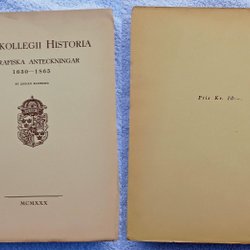 KOLLEGII HISTORIA
RAFISKA ANTECKNINGAR
1630—1865
MCMXXX
Pris Kr.